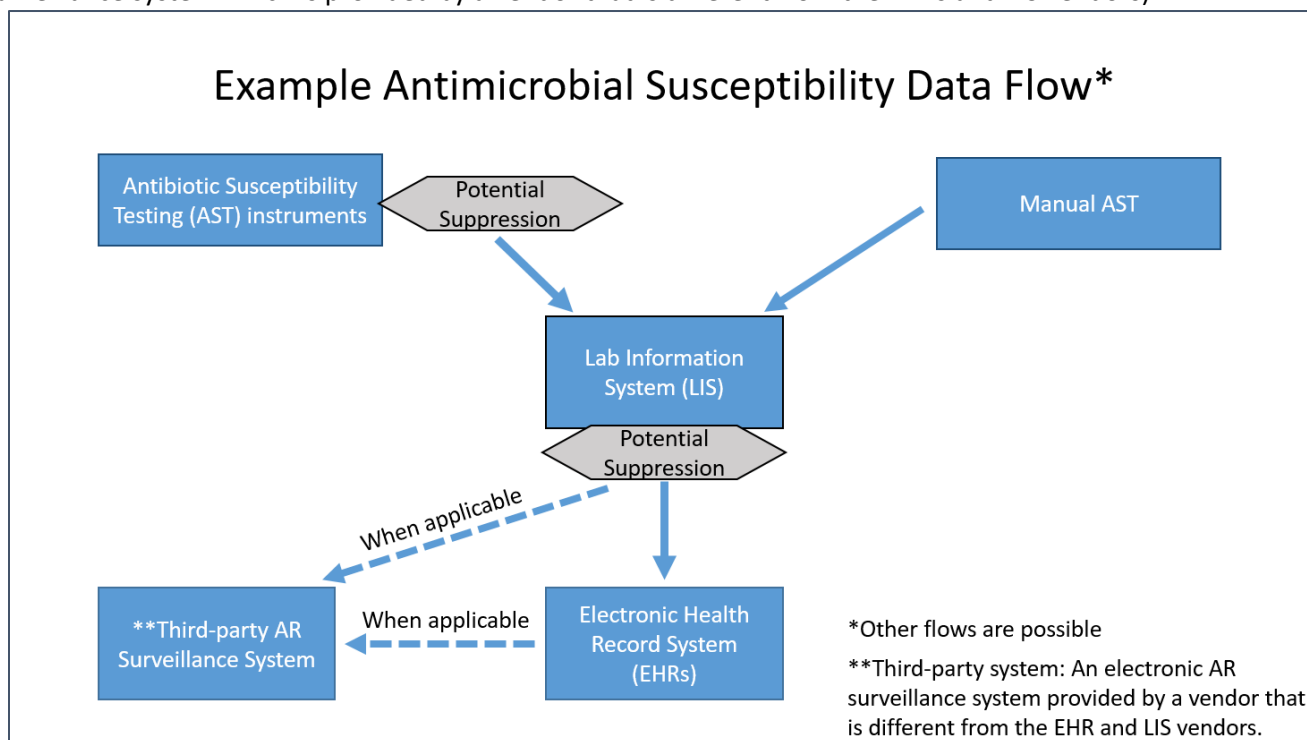 Example Antimicrobial Susceptibility Data Flow*
Antibiotic Susceptibility
Testing (AST) instruments
Potential
Suppression
Manual AST
Lab Information
System (LIS)
Potential
Suppression
When applicable
**Third-party AR
Surveillance System
When applicable
Electronic Health
Record System
(EHRs)
*Other flows are possible
**Third-party system: An electronic AR
surveillance system provided by a vendor that
is different from the EHR and LIS vendors.